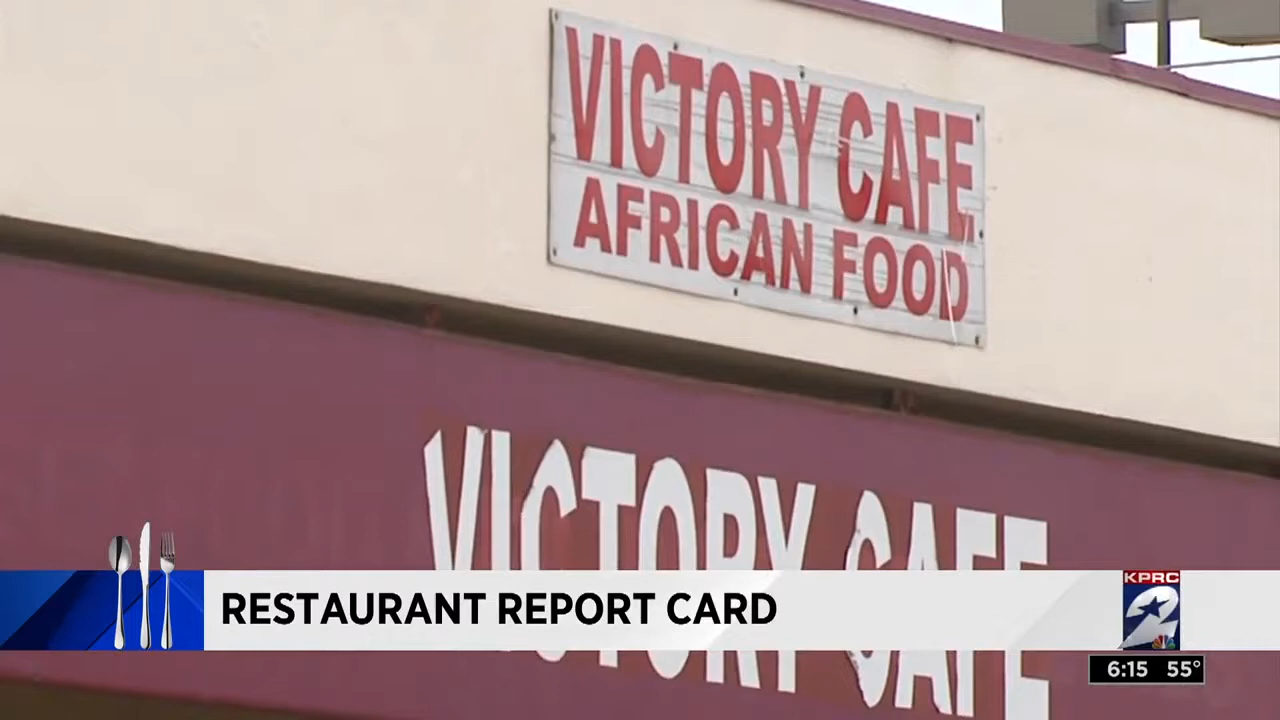 VICTORY CAFE
AFRICAN FOOD
VICTORY CAFE
RESTAURANT REPORT CARD
KPRC
2
6:15 55°